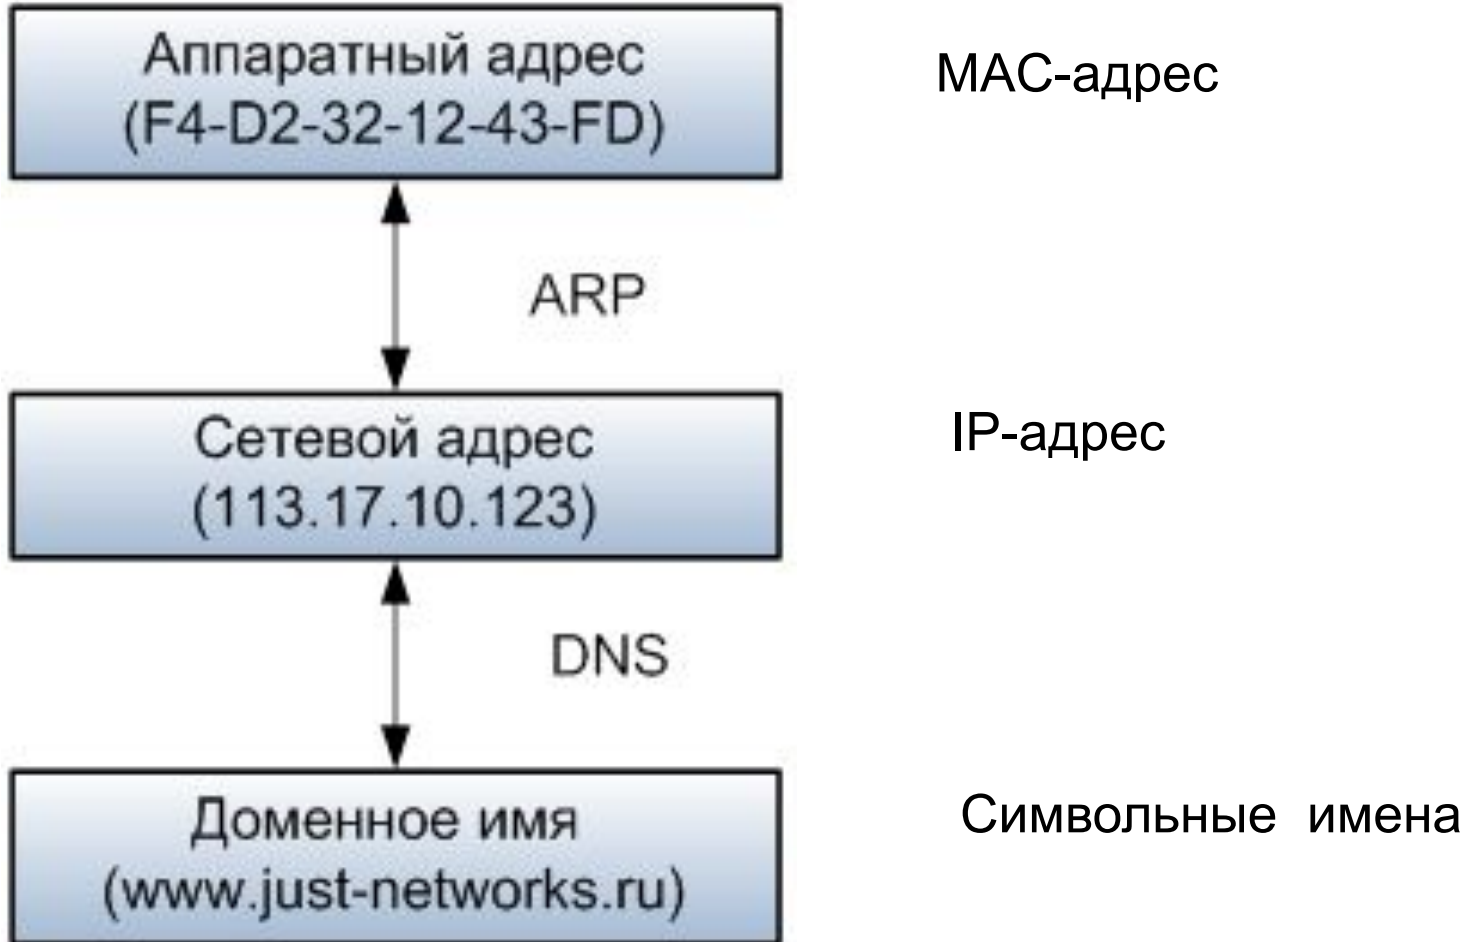 Аппаратный адрес
(F4-D2-32-12-43-FD)
MAC-адрес
ARP
Сетевой адрес
(113.17.10.123)
IP-адрес
DNS
Доменное имя
(www.just-networks.ru)
Символьные имена